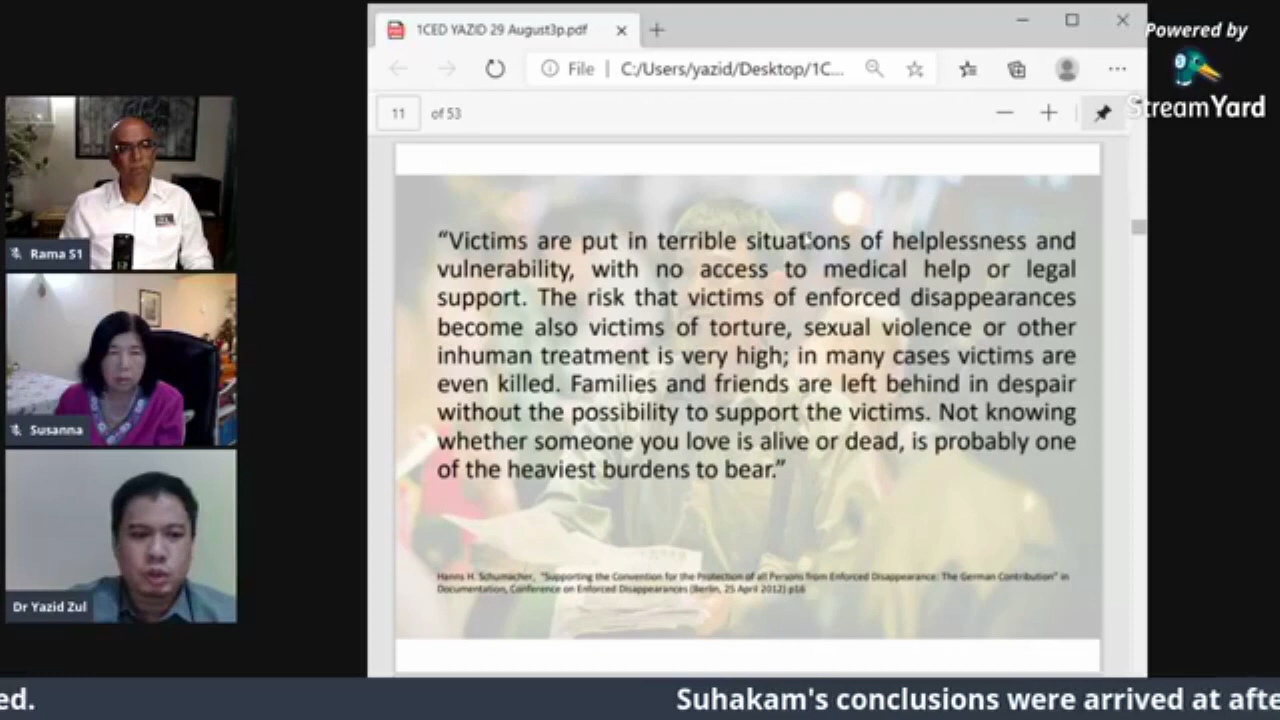 1CED YAZID 29 August3p.pdf
File | C:/Users/yazid/Desktop/1C...
11 of 53
Powered by
StreamYard
"Victims are put in terrible situations of helplessness and
vulnerability, with no access to medical help or legal
support. The risk that victims of enforced disappearances
become also victims of torture, sexual violence or other
inhuman treatment is very high; in many cases victims are
even killed. Families and friends are left behind in despair
without the possibility to support the victims. Not knowing
whether someone you love is alive or dead, is probably one
of the heaviest burdens to bear."
Hanns H. Schumacher, "Supporting the Convention for the Protection of all Persons from Enforced Disappearance: The German Contribution" in
Documentation, Conference on Enforced Disappearances (Berlin, 25 April 2012) p16
Rama S1
Susanna
Dr Yazid Zul
ed.
Suhakam's conclusions were arrived at afte